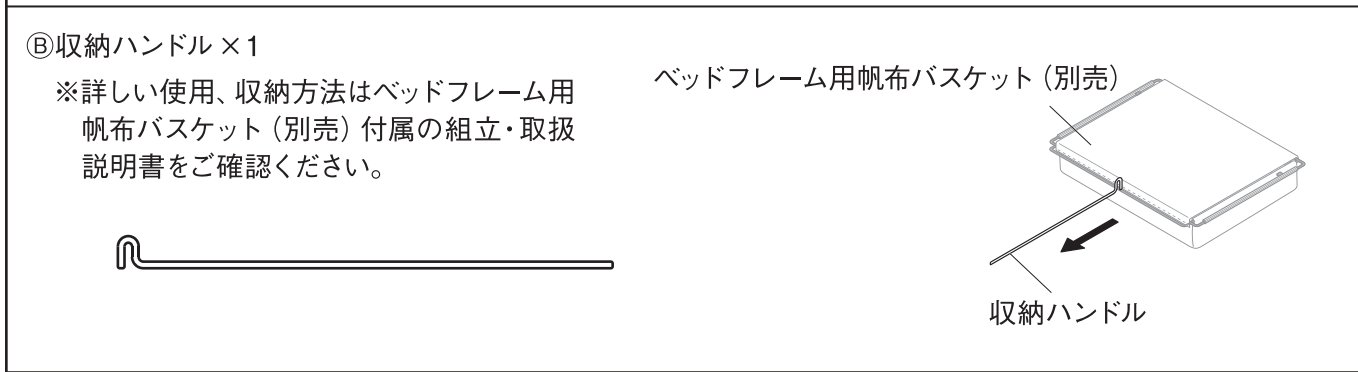 Ⓑ収納ハンドル×1
※詳しい使用、収納方法はベッドフレーム用
帆布バスケット（別売）付属の組立・取扱
説明書をご確認ください。
ベッドフレーム用帆布バスケット（別売）
収納ハンドル